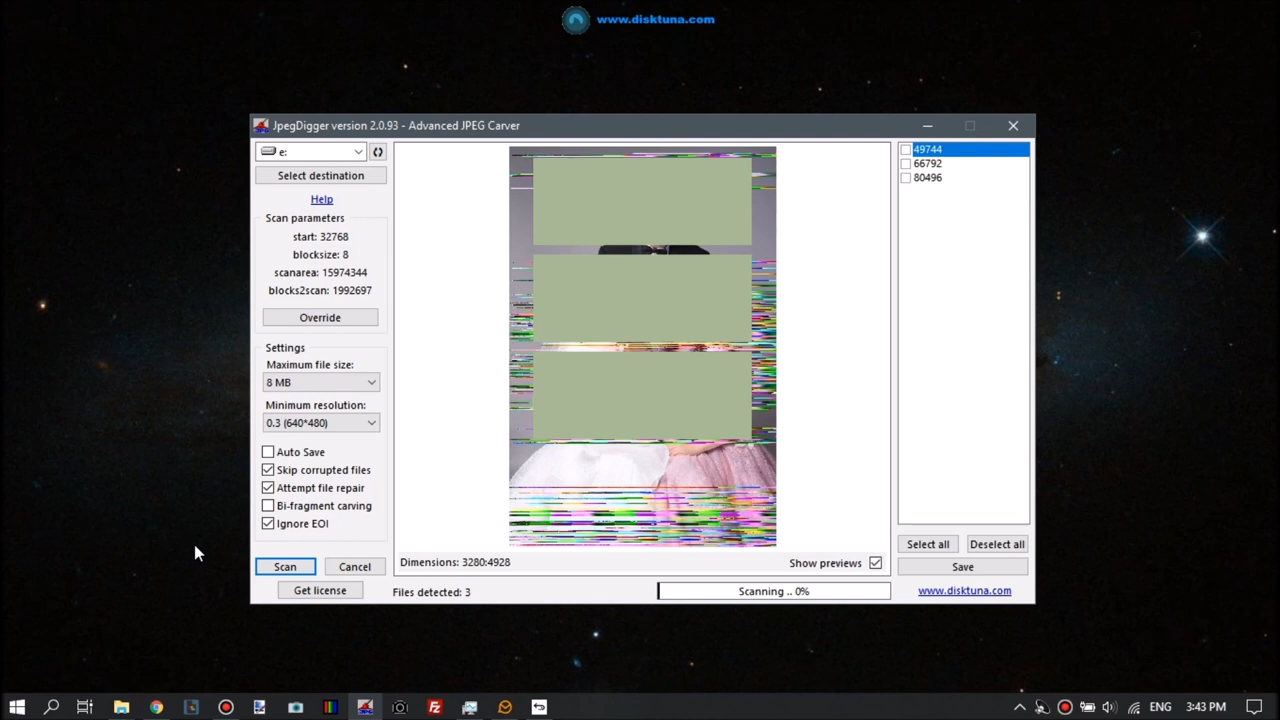 www.disktuna.com
JpegDigger version 2.0.93 - Advanced JPEG Carver
e:
Select destination
Help
Scan parameters
start: 32768
blocksize: 8
scanarea: 15974344
blocks2scan: 1992697
Override
Settings
Maximum file size:
8 MB
Minimum resolution:
0.3 (640*480)
Auto Save
Skip corrupted files
Attempt file repair
Bi-fragment carving
Ignore EOI
Scan
Cancel
Get license
Dimensions: 3280:4928
Show previews
Files detected: 3
Scanning .. 0%
49744
66792
80496
Select all
Deselect all
Save
www.disktuna.com
Fz
ENG
3:43 PM